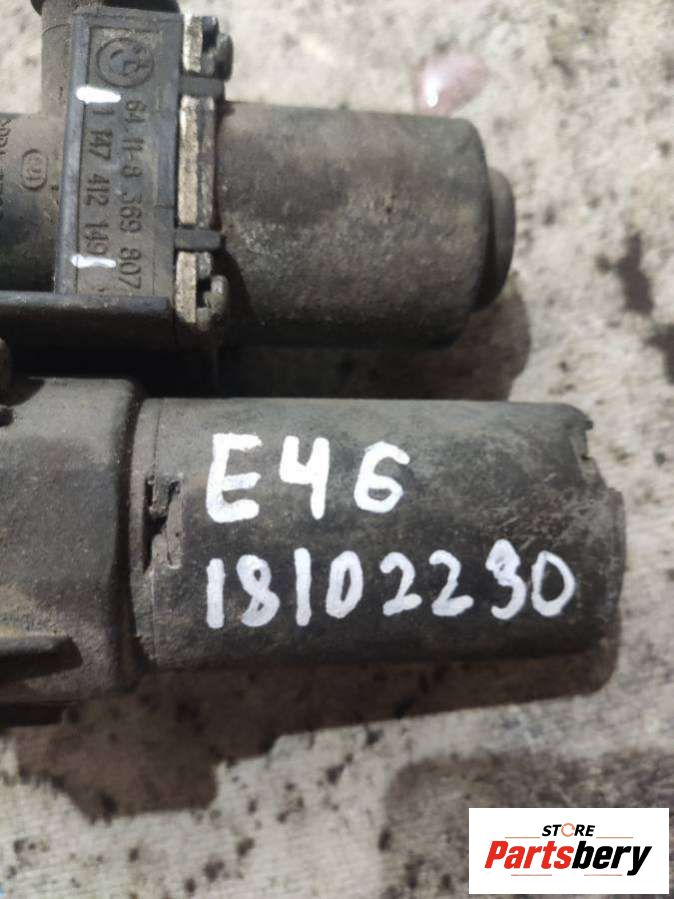 64.11-8 369 807
1 147 412 149
E46
18102230
STORE
Partsbery